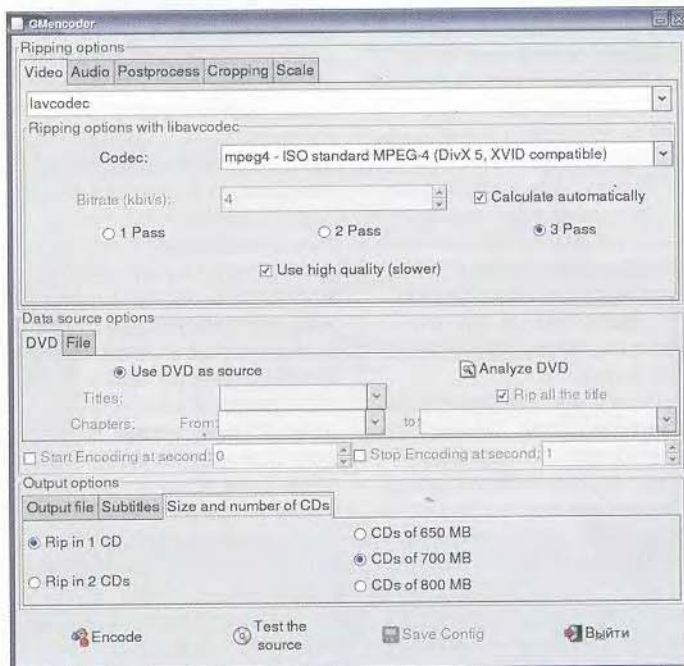 GMencoder
Ripping options
Video Audio Postprocess Cropping Scale
lavcodec
Ripping options with libavcodec
Codec: mpeg4 - ISO standard MPEG-4 (DivX 5, XVID compatible)
Bitrate (kbit/s): 4 Calculate automatically
1 Pass 2 Pass 3 Pass
Use high quality (slower)
Data source options
DVD File
Use DVD as source Analyze DVD
Titles: Rip all the title
Chapters: From: to:
Start Encoding at second: 0 Stop Encoding at second: 1
Output options
Output file Subtitles Size and number of CDs
Rip in 1 CD
Rip in 2 CDs
CDs of 650 MB
CDs of 700 MB
CDs of 800 MB
Encode
Test the
source
Save Config
Выйти